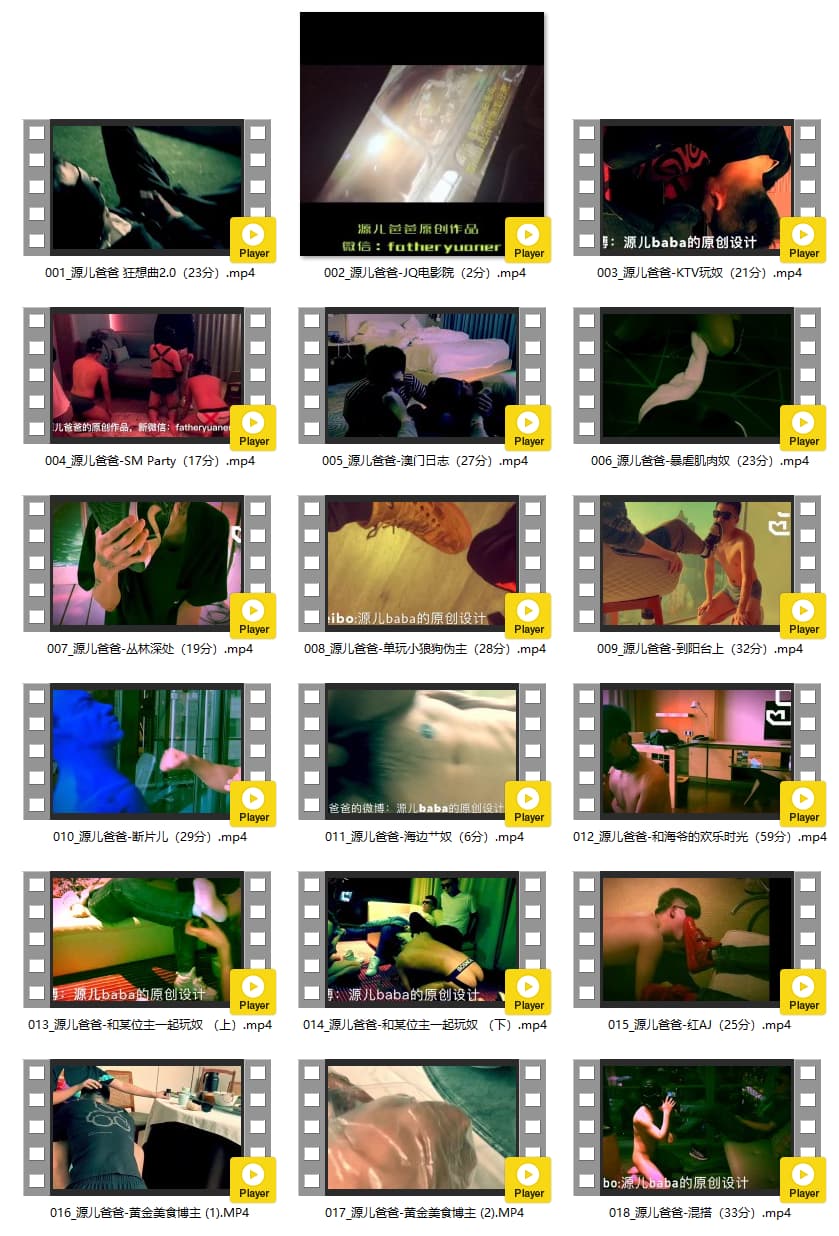 源儿爸爸原创作品
微信：fatheryuaner
Player
Player
Player
001_源儿爸爸 狂想曲2.0（23分）.mp4
002_源儿爸爸-JQ电影院（2分）.mp4
003_源儿爸爸-KTV玩奴（21分）.mp4
博：源儿baba的原创设计
儿爸爸的原创作品，新微信：fatheryuaner
Player
Player
Player
004_源儿爸爸-SM Party（17分）.mp4
005_源儿爸爸-澳门日志（27分）.mp4
006_源儿爸爸-暴虐肌肉奴（23分）.mp4
eibo:源儿baba的原创设计
Player
Player
Player
007_源儿爸爸-丛林深处（19分）.mp4
008_源儿爸爸-单玩小狼狗伪主（28分）.mp4
009_源儿爸爸-到阳台上（32分）.mp4
爸爸的微博：源儿baba的原创设计
Player
Player
Player
010_源儿爸爸-断片儿（29分）.mp4
011_源儿爸爸-海边艹奴（6分）.mp4
012_源儿爸爸-和海爷的欢乐时光（59分）.mp4
博：源儿baba的原创设计
博：源儿baba的原创设计
Player
Player
Player
013_源儿爸爸-和某位主一起玩奴 （上）.mp4
014_源儿爸爸-和某位主一起玩奴 （下）.mp4
015_源儿爸爸-红AJ（25分）.mp4
bo:源儿baba的原创设计
Player
Player
Player
016_源儿爸爸-黄金美食博主 (1).MP4
017_源儿爸爸-黄金美食博主 (2).MP4
018_源儿爸爸-混搭（33分）.mp4